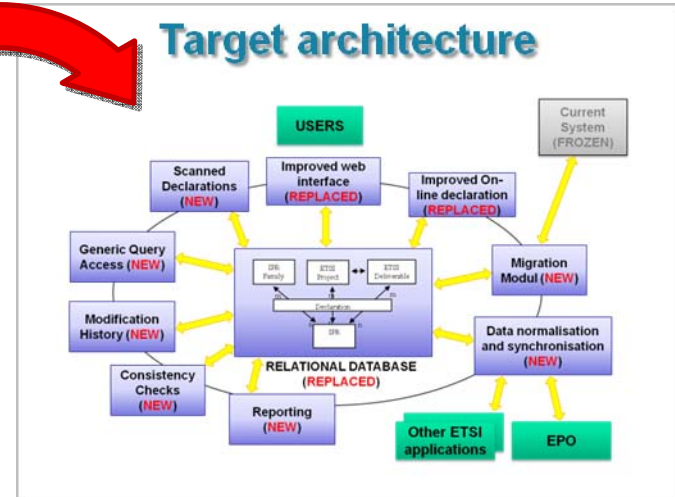 Target architecture
USERS
Current
System
(FROZEN)
Scanned
Declarations
(NEW)
Improved web
interface
(REPLACED)
Improved On-
line declaration
(REPLACED)
Generic Query
Access (NEW)
IPR
Family
ETSI
Project
ETSI
Deliverable
Migration
Modul (NEW)
m
m
Declaration
n
IPR
Modification
History (NEW)
Data normalisation
and synchronisation
(NEW)
RELATIONAL DATABASE
(REPLACED)
Consistency
Checks
(NEW)
Reporting
(NEW)
Other ETSI
applications
EPO